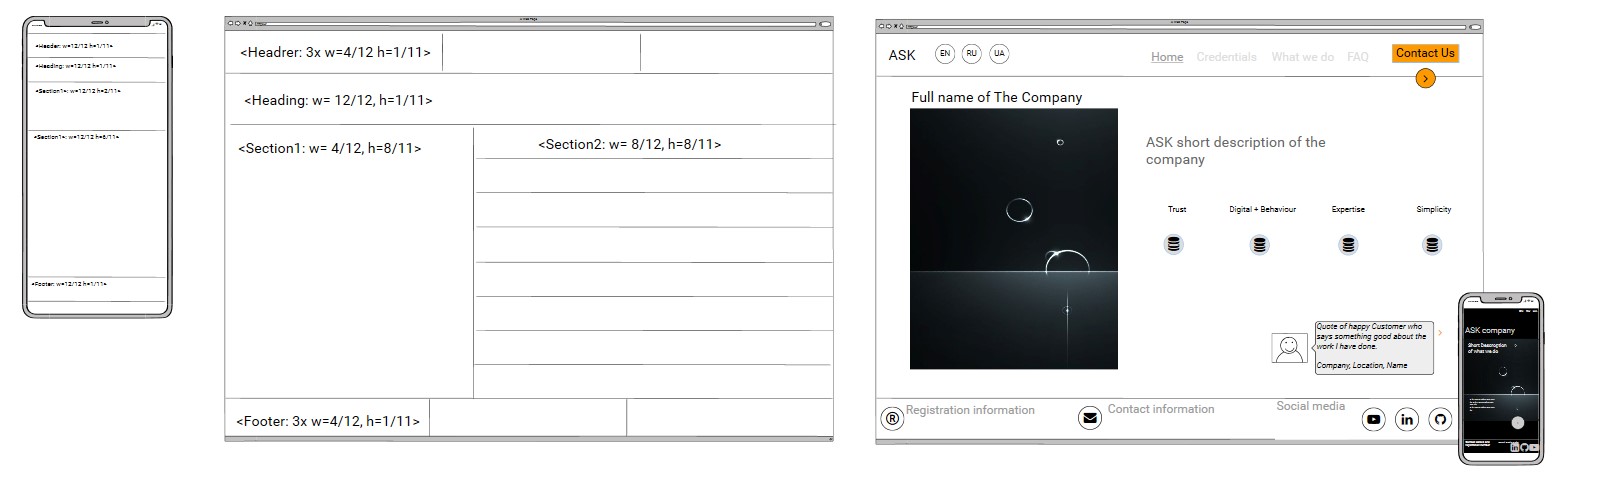 <Header: w=12/12 h=1/11>
<Heading: w=12/12 h=1/11>
<Section1>: w=12/12 h=2/11>
<Section1>: w=12/12 h=6/11>
<Footer: w=12/12 h=1/11>
<Headrer: 3x w=4/12 h=1/11>
<Heading: w= 12/12, h=1/11>
<Section1: w= 4/12, h=8/11>
<Section2: w= 8/12, h=8/11>
<Footer: 3x w=4/12, h=1/11>
ASK
EN
RU
UA
Home
Credentials
What we do
FAQ
Contact Us
Full name of The Company
ASK short description of the
company
Trust
Digital + Behaviour
Expertise
Simplicity
Quote of happy Customer who
says something good about the
work I have done.
Company, Location, Name
Registration information
Contact information
Social media
ASK company
Short Description
of what we do